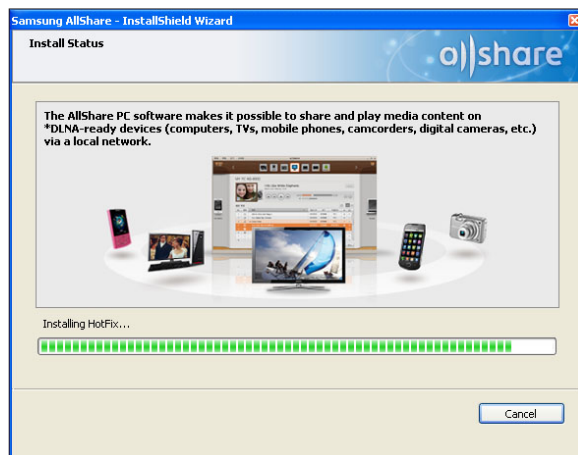 Samsung AllShare - InstallShield Wizard
Install Status
allshare
The AllShare PC software makes it possible to share and play media content on
*DLNA-ready devices (computers, TVs, mobile phones, camcorders, digital cameras, etc.)
via a local network.
Installing HotFix...
Cancel